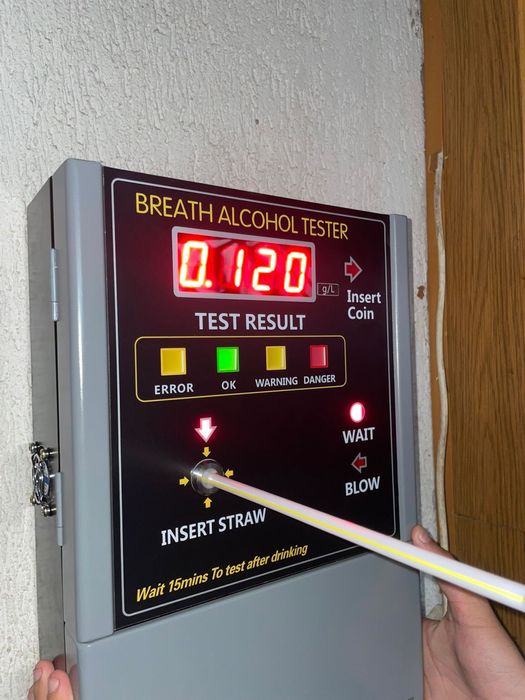 BREATH ALCOHOL TESTER
0.120
g/L
Insert
Coin
TEST RESULT
ERROR OK WARNING DANGER
WAIT
BLOW
INSERT STRAW
Wait 15mins To test after drinking